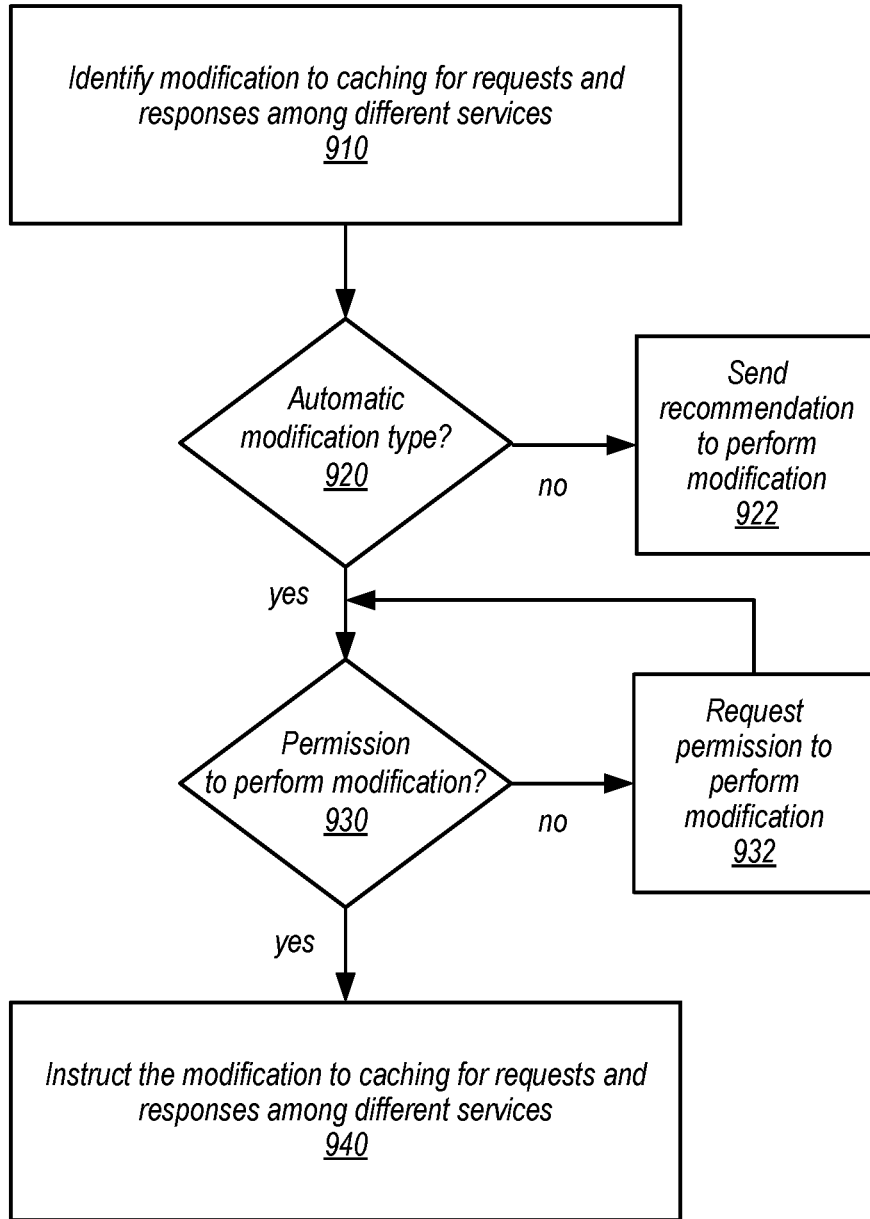 Identify modification to caching for requests and
responses among different services
910
Automatic
modification type?
920
no
Send
recommendation
to perform
modification
922
yes
Permission
to perform modification?
930
no
Request
permission to
perform
modification
932
yes
Instruct the modification to caching for requests and
responses among different services
940